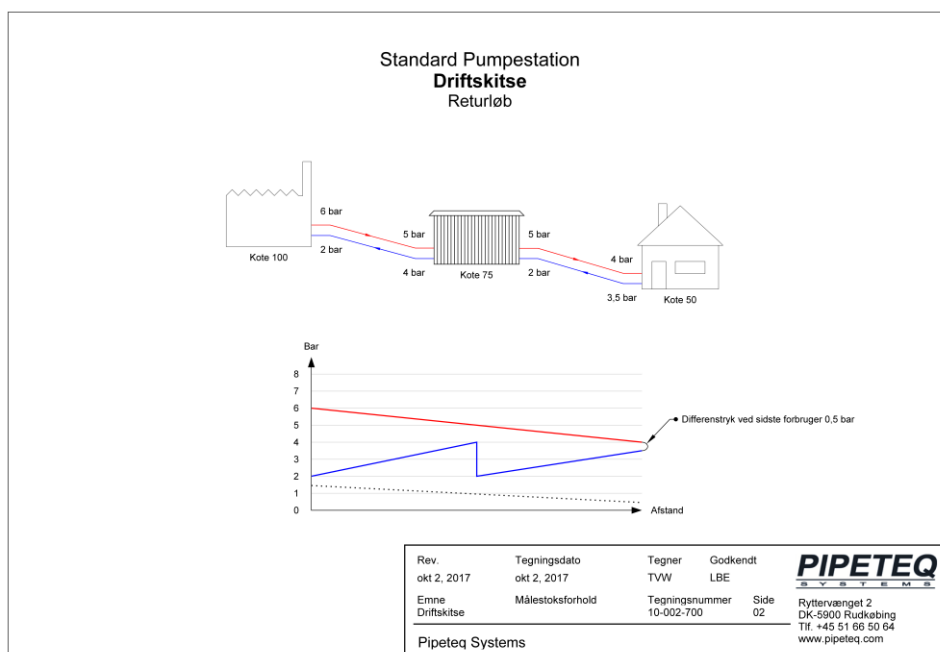 Standard Pumpestation
Driftskitse
Returløb
6 bar
5 bar
5 bar
2 bar
4 bar
4 bar
2 bar
3,5 bar
Kote 100
Kote 75
Kote 50
Bar
8
7
6
5
4
3
2
1
0
Differenstryk ved sidste forbruger 0,5 bar
Afstand
Rev. Tegningsdato Tegner Godkendt
okt 2, 2017 okt 2, 2017 TVW LBE
Emne Målestoksforhold Tegningsnummer Side
Driftskitse 10-002-700 02
Pipeteq Systems
PIPETEQ
SYSTEMS
Ryttervænget 2
DK-5900 Rudkøbing
Tlf. +45 51 66 50 64
www.pipeteq.com